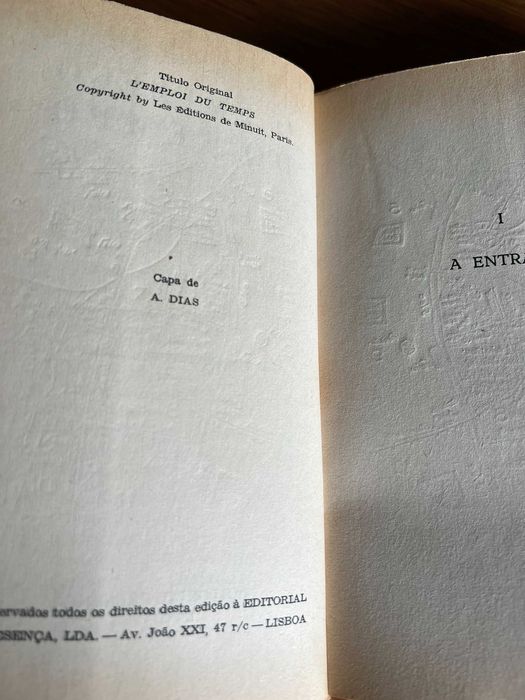 Título Original
L'EMPLOI DU TEMPS
Copyright by Les Editions de Minuit, Paris.
Capa de
A. DIAS
ervados todos os direitos desta edição à EDITORIAL
SENÇA, LDA. — Av. João XXI, 47 r/c — LISBOA
I
A ENTRA